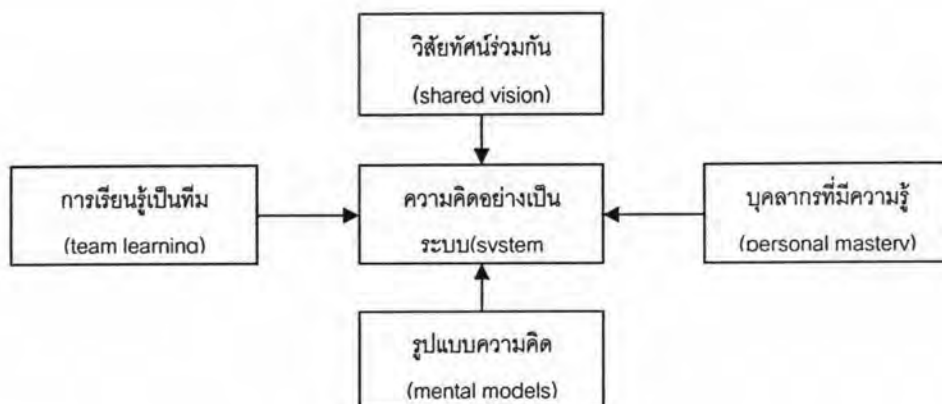 วิสัยทัศน์ร่วมกัน
(shared vision)
การเรียนรู้เป็นทีม
(team learning)
ความคิดอย่างเป็น
ระบบ(system
บุคลากรที่มีความรู้
(personal mastery)
รูปแบบความคิด
(mental models)